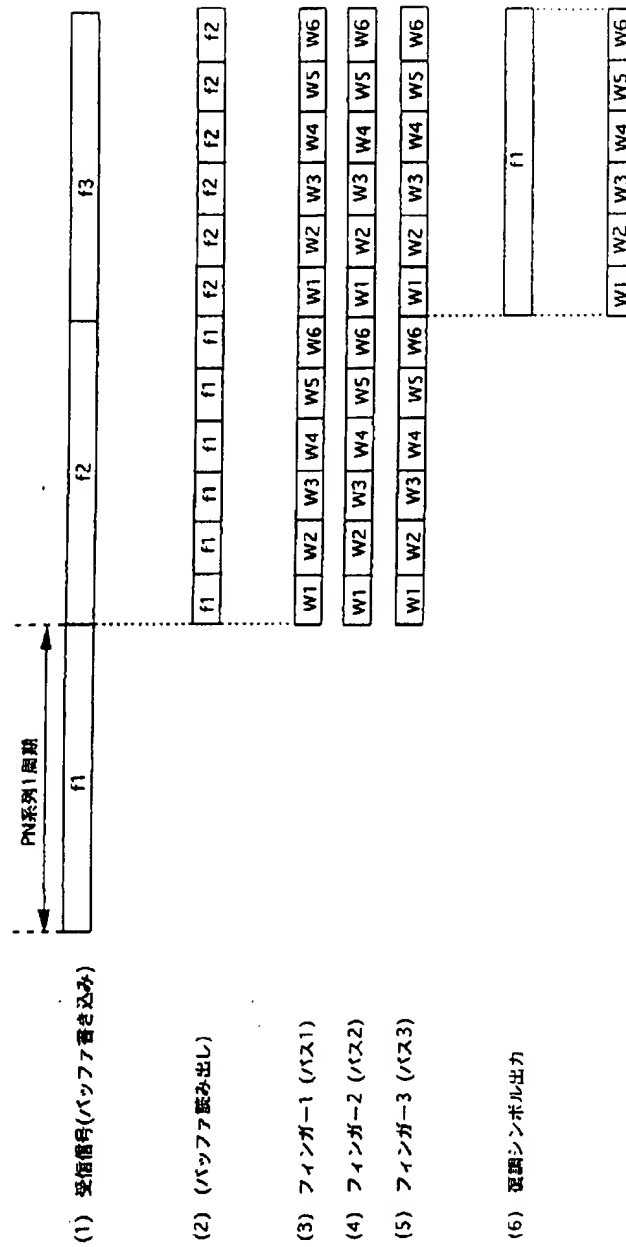 PN系列1周期
(1) 受信信号(バッファ書き込み) f1 f2 f3
(2) (バッファ読み出し) f1 f1 f1 f1 f1 f1 f2 f2 f2 f2 f2 f2
(3) フィンガー1 (パス1) W1 W2 W3 W4 W5 W6 W1 W2 W3 W4 W5 W6
(4) フィンガー2 (パス2) W1 W2 W3 W4 W5 W6 W1 W2 W3 W4 W5 W6
(5) フィンガー3 (パス3) W1 W2 W3 W4 W5 W6 W1 W2 W3 W4 W5 W6
(6) 復調シンボル出力 f1
W1 W2 W3 W4 W5 W6